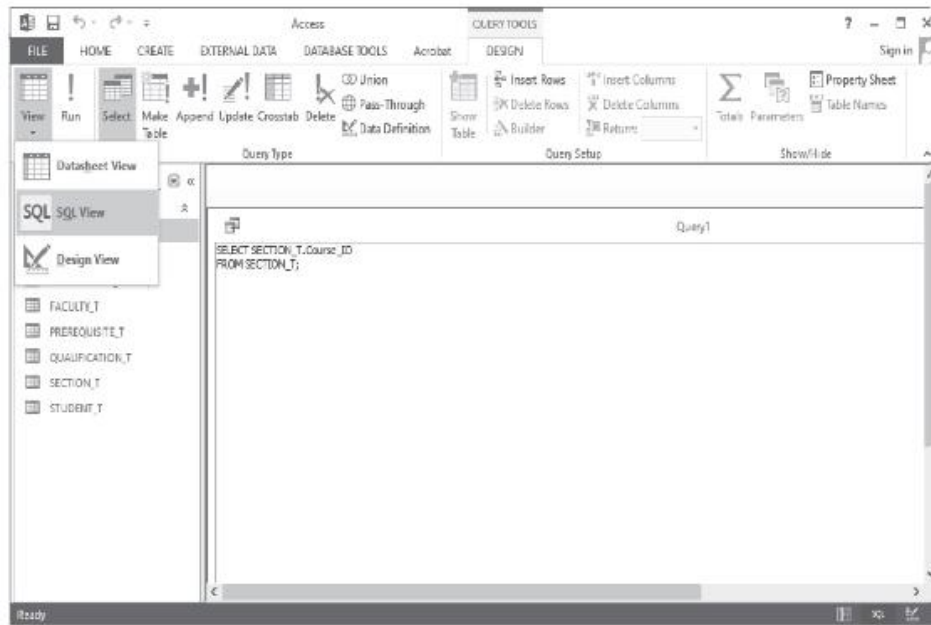 Access
QUERY TOOLS
?
Sign in
FILE HOME CREATE EXTERNAL DATA DATABASE TOOLS Acrobat DESIGN
View
Run
Select
Make Table
Append
Update
Crosstab
Delete
Union
Pass-Through
Data Definition
Query Type
Show Table
Insert Rows
Delete Rows
Builder
Insert Columns
Delete Columns
Return:
Query Setup
Totals
Parameters
Property Sheet
Table Names
Show/Hide
Datasheet View
SQL SQL View
Design View
FACULTY_T
PREREQUISITE_T
QUALIFICATION_T
SECTION_T
STUDENT_T
Query1
SELECT SECTION_T.Course_ID
FROM SECTION_T;
Ready
SQL